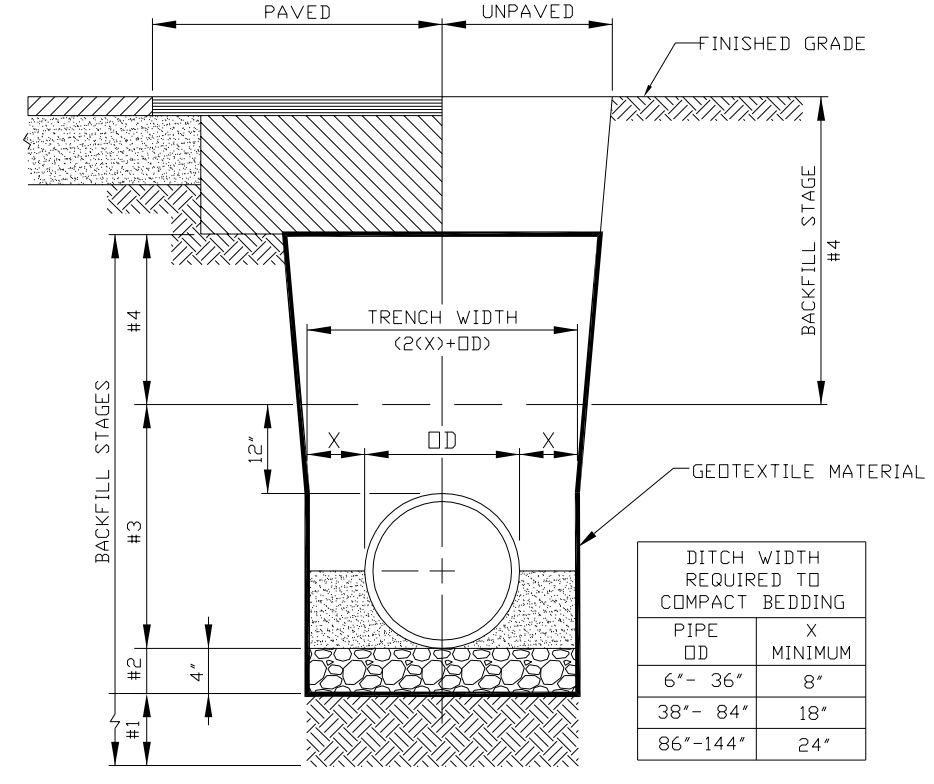 PAVED
UNPAVED
FINISHED GRADE
BACKFILL STAGE
#4
#4
TRENCH WIDTH
(2(X)+OD)
BACKFILL STAGES
12"
X
OD
X
GEOTEXTILE MATERIAL
#3
DITCH WIDTH
REQUIRED TO
COMPACT BEDDING
PIPE
OD
X
MINIMUM
6"- 36"
8"
38"- 84"
18"
86"-144"
24"
#2
4"
#1